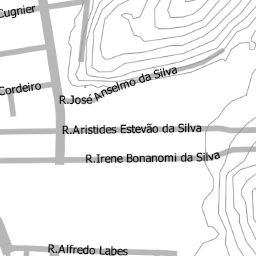 Cugnier
R.José Anselmo da Silva
Cordeiro
R.Aristides Estevão da Silva
R.Irene Bonanomi da Silva
R.Alfredo Labes